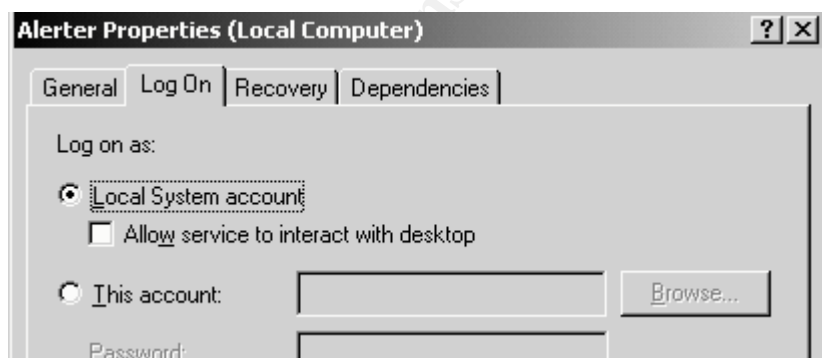 Alerter Properties (Local Computer) ? X
General Log On Recovery Dependencies
Log on as:
Local System account
Allow service to interact with desktop
This account: Browse...
Password: